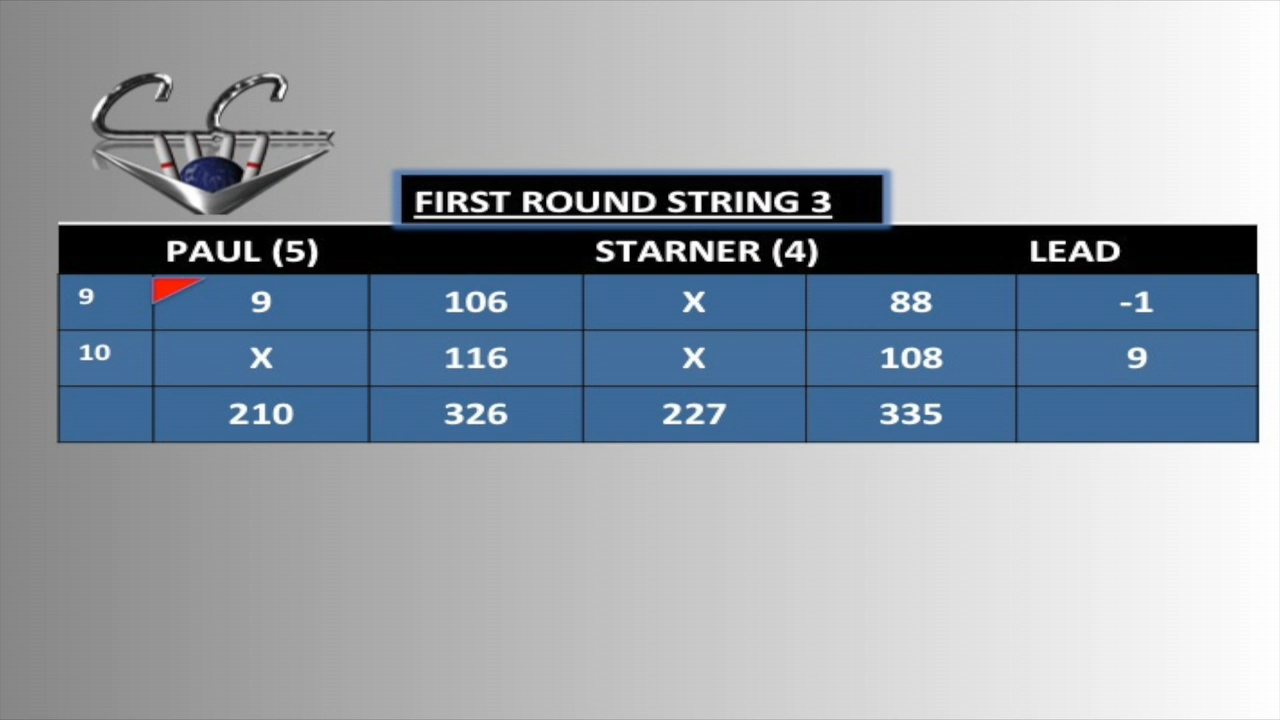 FIRST ROUND STRING 3
PAUL (5) STARNER (4) LEAD
9 9 106 X 88 -1
10 X 116 X 108 9
210 326 227 335